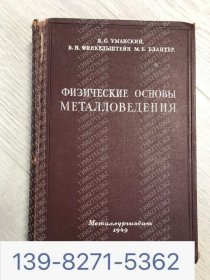 Я. С. УМАНСКИЙ,
Б. Н. ФИНКЕЛЬШТЕЙН М. Е. БЛАНТЕР
ФИЗИЧЕСКИЕ ОСНОВЫ
МЕТАЛЛОВЕДЕНИЯ
Металлургиздат
1949
139-8271-5362